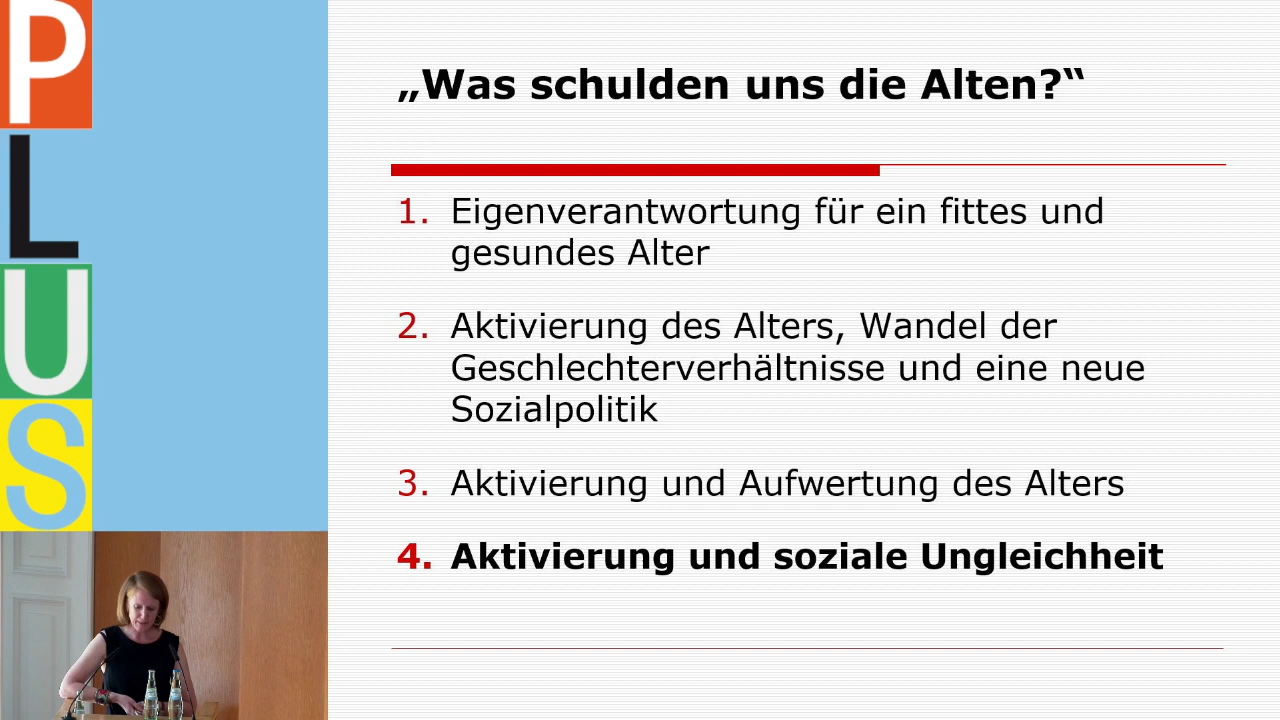 P
L
U
S
„Was schulden uns die Alten?“
1. Eigenverantwortung für ein fittes und
gesundes Alter
2. Aktivierung des Alters, Wandel der
Geschlechterverhältnisse und eine neue
Sozialpolitik
3. Aktivierung und Aufwertung des Alters
4. Aktivierung und soziale Ungleichheit